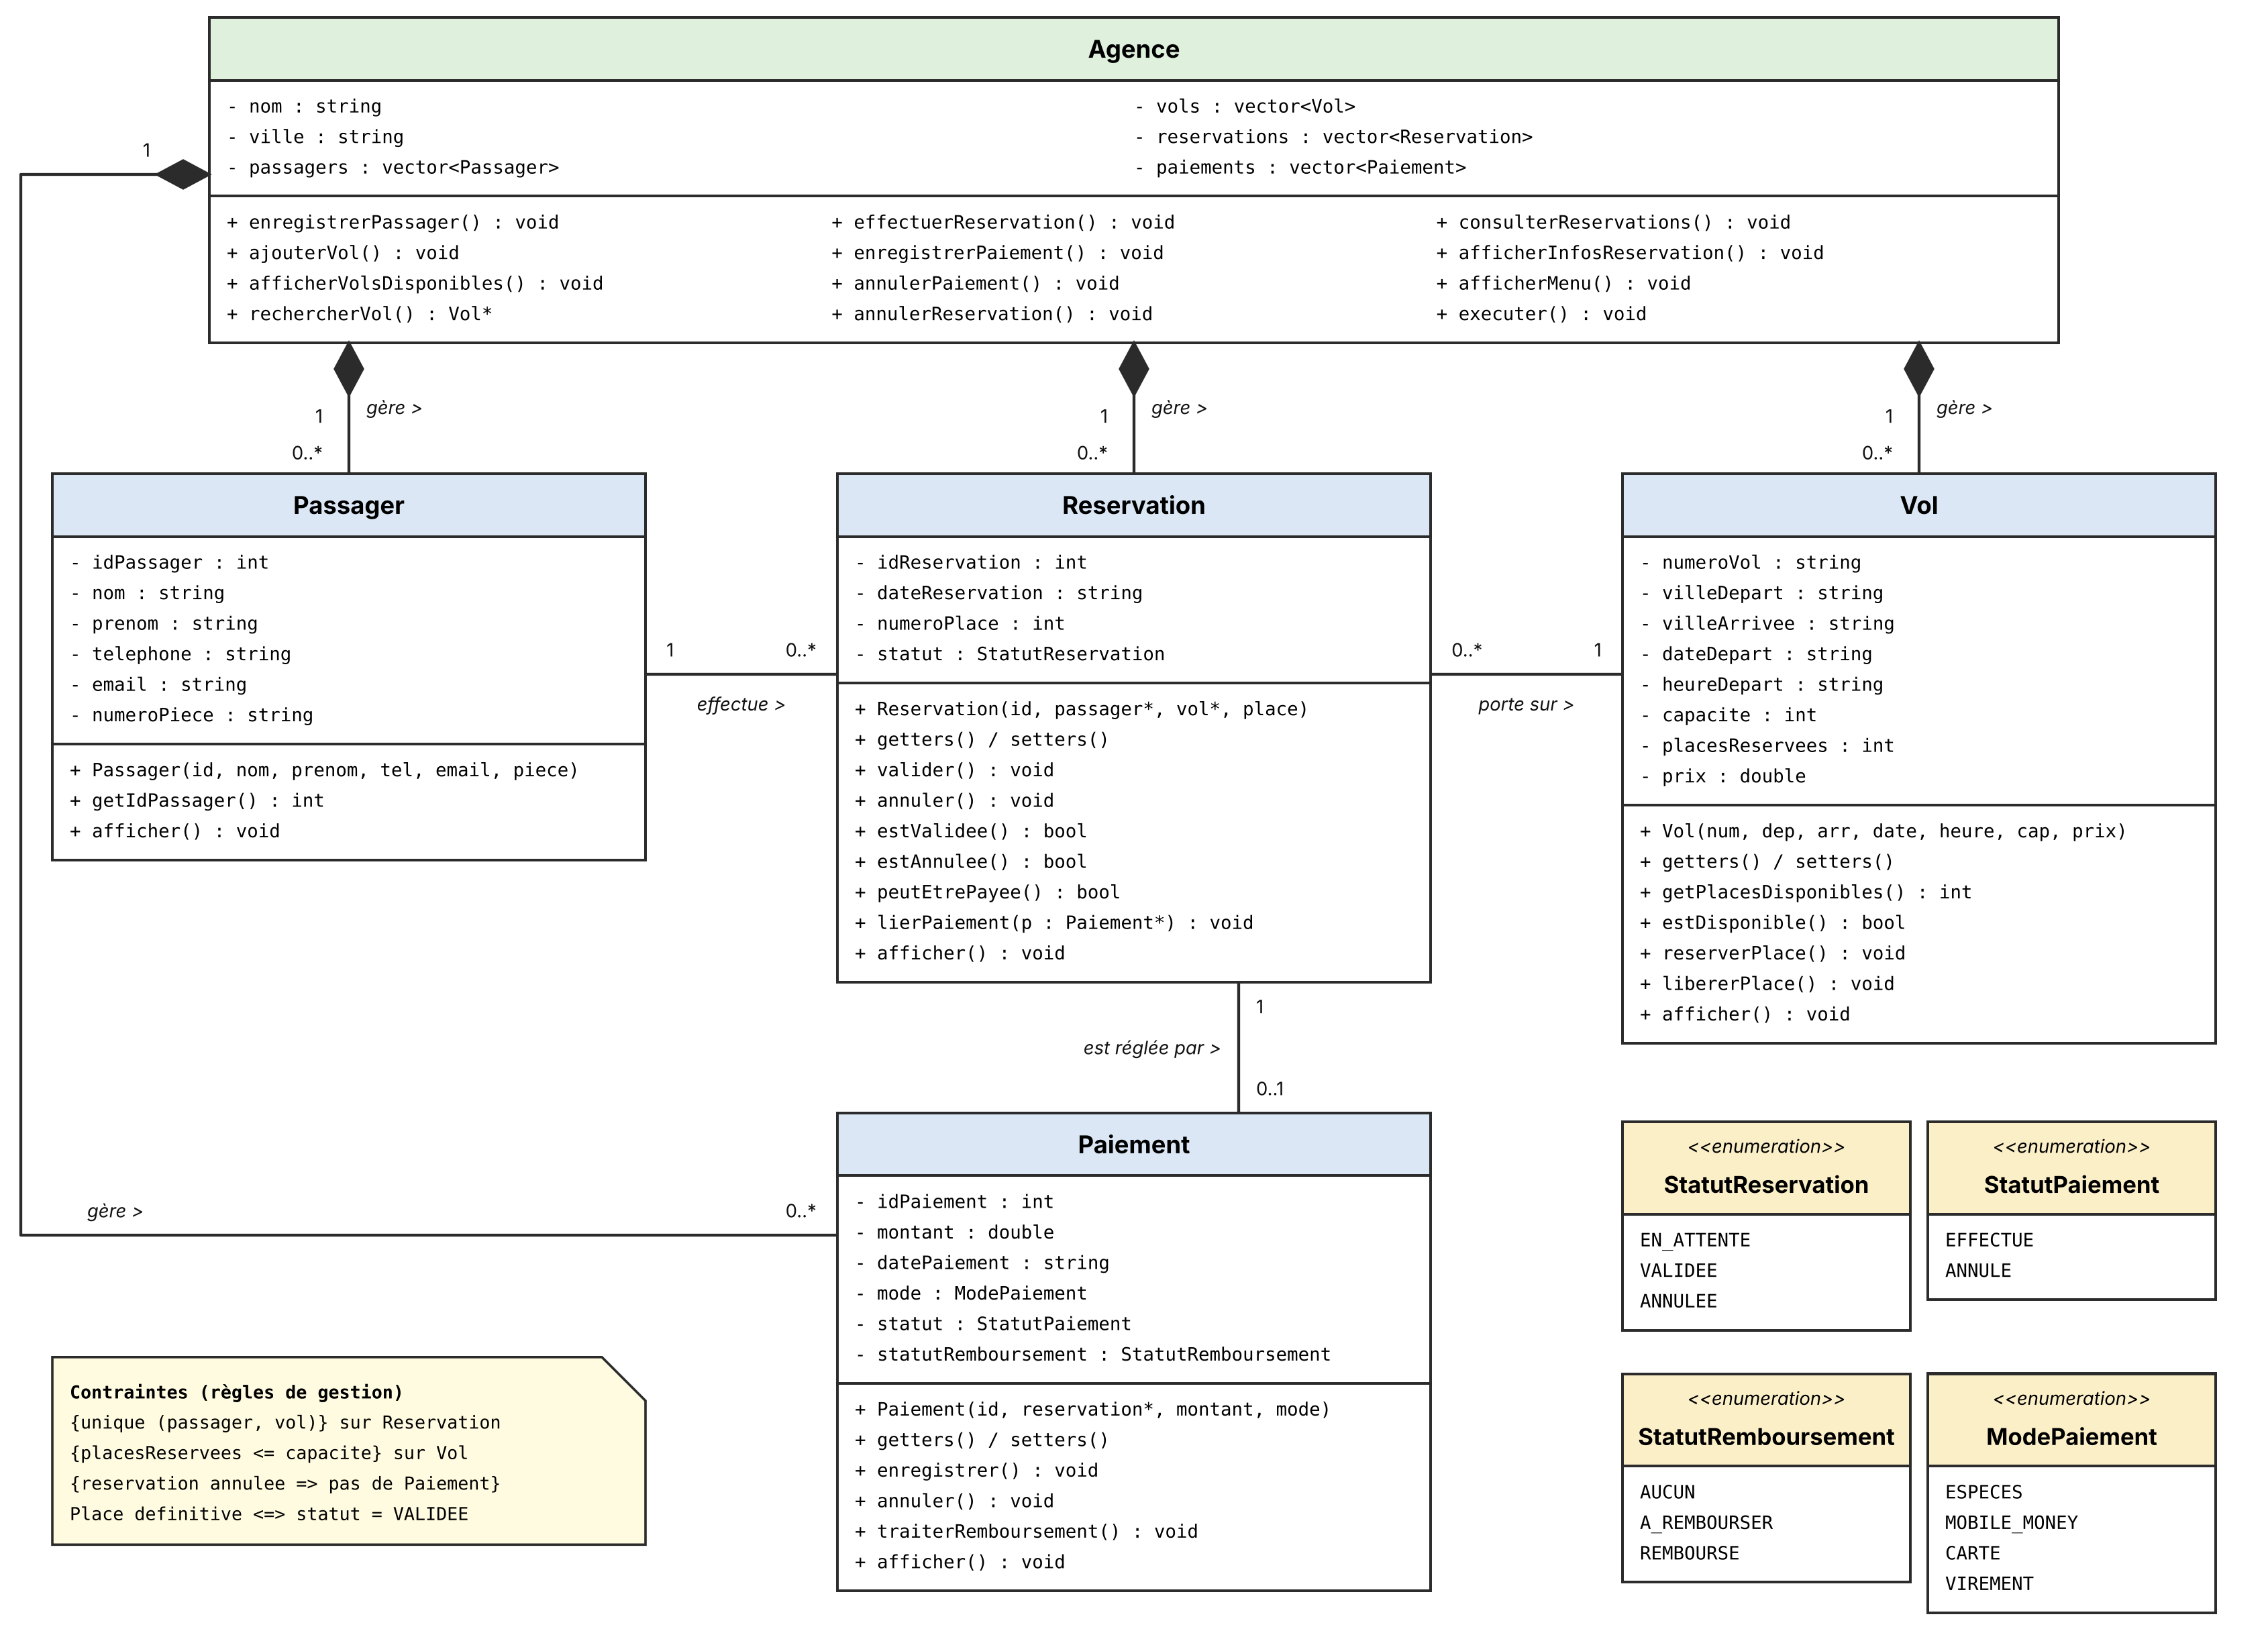 Agence
- nom : string
- ville : string
- passagers : vector<Passager>
- vols : vector<Vol>
- reservations : vector<Reservation>
- paiements : vector<Paiement>
+ enregistrerPassager() : void
+ ajouterVol() : void
+ afficherVolsDisponibles() : void
+ rechercherVol() : Vol*
+ effectuerReservation() : void
+ enregistrerPaiement() : void
+ annulerPaiement() : void
+ annulerReservation() : void
+ consulterReservations() : void
+ afficherInfosReservation() : void
+ afficherMenu() : void
+ executer() : void
1
1
gère >
0..*
1
gère >
0..*
1
gère >
0..*
Passager
- idPassager : int
- nom : string
- prenom : string
- telephone : string
- email : string
- numeroPiece : string
+ Passager(id, nom, prenom, tel, email, piece)
+ getIdPassager() : int
+ afficher() : void
1
0..*
effectue >
Reservation
- idReservation : int
- dateReservation : string
- numeroPlace : int
- statut : StatutReservation
+ Reservation(id, passager*, vol*, place)
+ getters() / setters()
+ valider() : void
+ annuler() : void
+ estValidee() : bool
+ estAnnulee() : bool
+ peutEtrePayee() : bool
+ lierPaiement(p : Paiement*) : void
+ afficher() : void
0..*
1
porte sur >
Vol
- numeroVol : string
- villeDepart : string
- villeArrivee : string
- dateDepart : string
- heureDepart : string
- capacite : int
- placesReservees : int
- prix : double
+ Vol(num, dep, arr, date, heure, cap, prix)
+ getters() / setters()
+ getPlacesDisponibles() : int
+ estDisponible() : bool
+ reserverPlace() : void
+ libererPlace() : void
+ afficher() : void
1
est réglée par >
0..1
gère >
0..*
Paiement
- idPaiement : int
- montant : double
- datePaiement : string
- mode : ModePaiement
- statut : StatutPaiement
- statutRemboursement : StatutRemboursement
+ Paiement(id, reservation*, montant, mode)
+ getters() / setters()
+ enregistrer() : void
+ annuler() : void
+ traiterRemboursement() : void
+ afficher() : void
<<enumeration>>
StatutReservation
EN_ATTENTE
VALIDEE
ANNULEE
<<enumeration>>
StatutPaiement
EFFECTUE
ANNULE
<<enumeration>>
StatutRemboursement
AUCUN
A_REMBOURSER
REMBOURSE
<<enumeration>>
ModePaiement
ESPECES
MOBILE_MONEY
CARTE
VIREMENT
Contraintes (règles de gestion)
{unique (passager, vol)} sur Reservation
{placesReservees <= capacite} sur Vol
{reservation annulee => pas de Paiement}
Place definitive <=> statut = VALIDEE